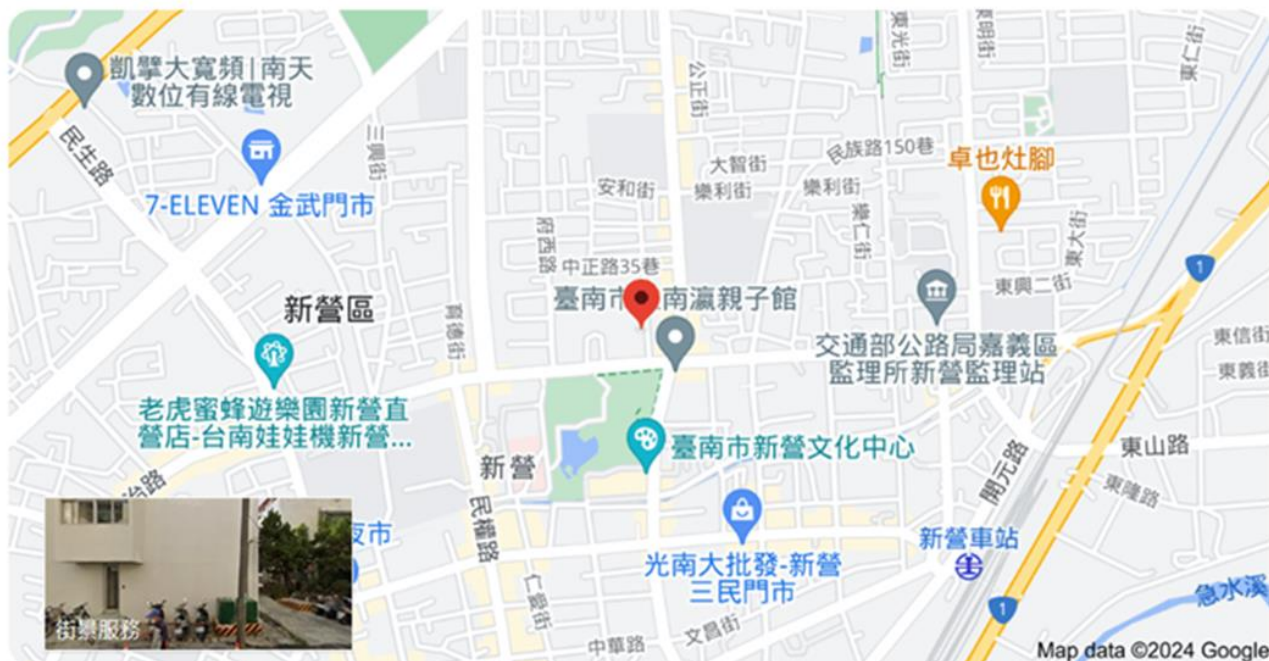 凱擘大寬頻|南天
數位有線電視
民生路
7-ELEVEN 金武門市
三興街
公正街
東光街
東明街
東仁街
大智街
民族路150巷
安和街
樂利街
樂利街
卓也灶腳
府西路
中正路35巷
樂仁街
東大街
臺南市
南瀛親子館
東興二街
1
新營區
育德街
交通部公路局嘉義區
監理所新營監理站
東信街
東義街
老虎蜜蜂遊樂園新營直
營店-台南娃娃機新營...
臺南市新營文化中心
新營
民權路
開元路
東山路
東隆路
治路
夜市
光南大批發-新營
三民門市
新營車站
仁愛街
中華路
文昌街
1
急水溪
街景服務
Map data ©2024 Google